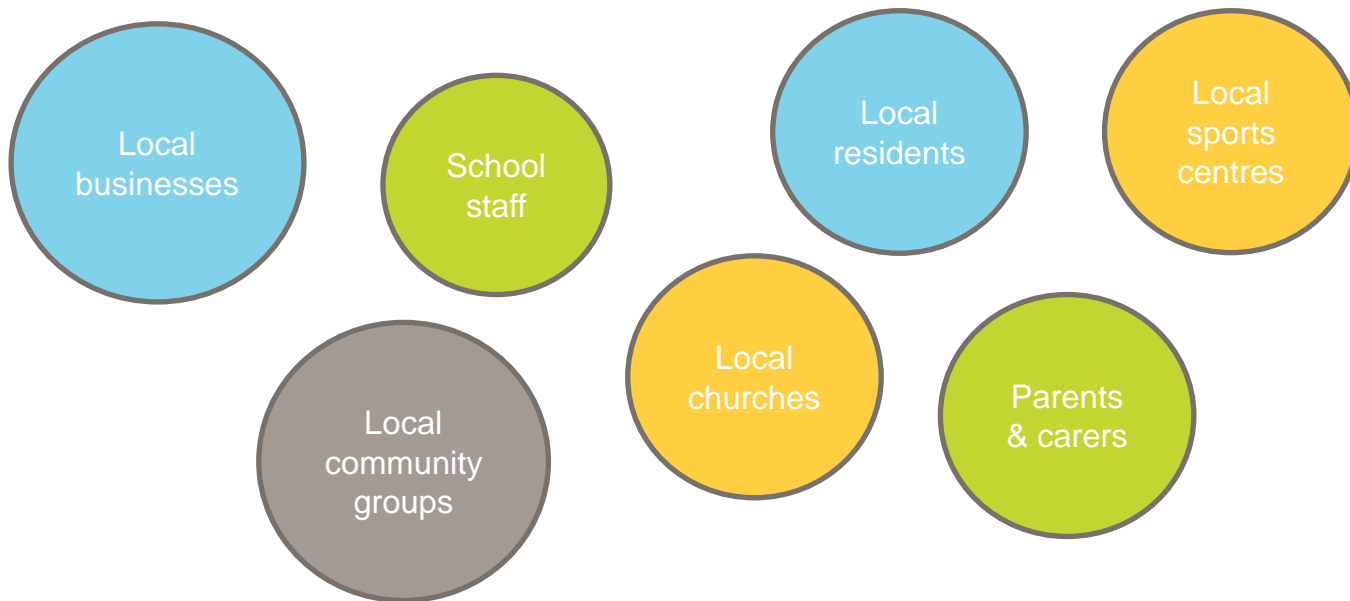 Local
businesses
School
staff
Local
residents
Local
sports
centres
Local
community
groups
Local
churches
Parents
& carers